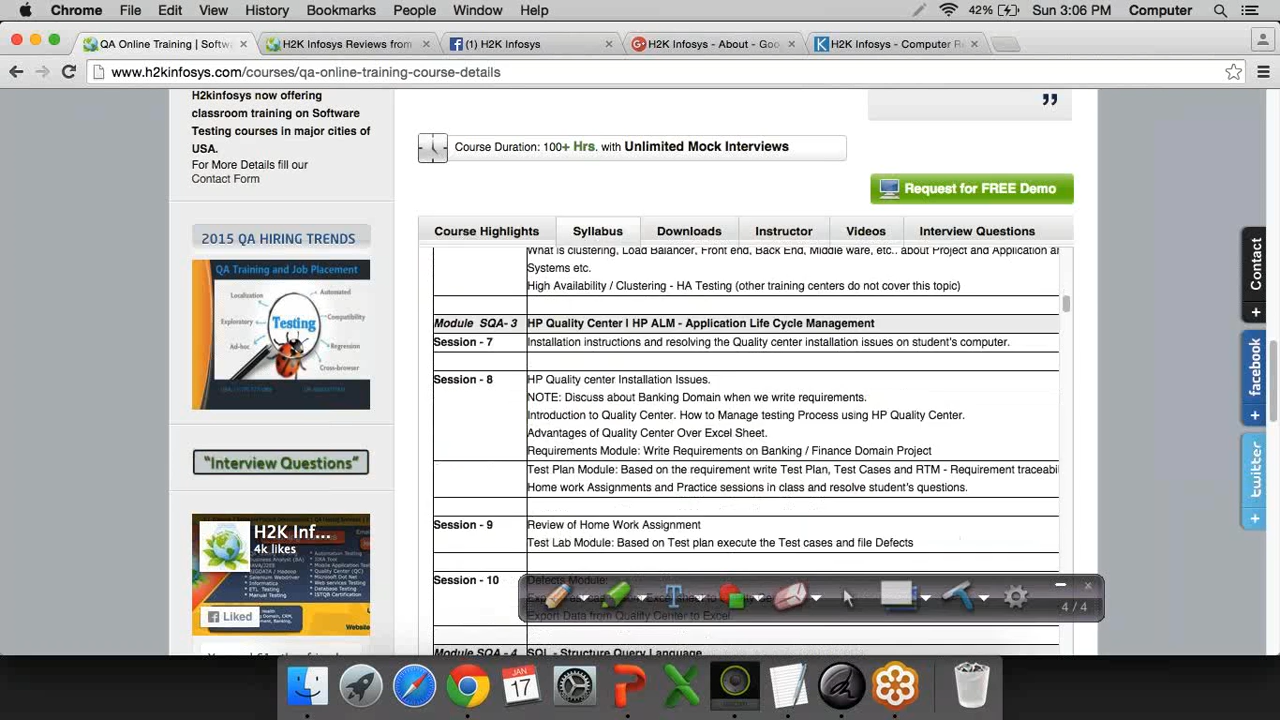 Chrome File Edit View History Bookmarks People Window Help 42% Sun 3:06 PM Computer
QA Online Training | Softw
H2K Infosys Reviews from
(1) H2K Infosys
H2K Infosys - About - Goo
H2K Infosys - Computer R
www.h2kinfosys.com/courses/qa-online-training-course-details
H2kinfosys now offering
classroom training on Software
Testing courses in major cities of
USA.
For More Details fill our
Contact Form
2015 QA HIRING TRENDS
QA Training and Job Placement
Localization
Automated
Exploratory
Compatibility
Testing
Ad-hoc
Regression
Cross-browser
"Interview Questions"
H2K Inf...
4k likes
Liked
Course Duration: 100+ Hrs. with Unlimited Mock Interviews
Request for FREE Demo
Course Highlights Syllabus Downloads Instructor Videos Interview Questions
What is clustering, Load Balancer, Front end, Back End, Middle ware, etc.. about Project and Application
Systems etc.
High Availability / Clustering - HA Testing (other training centers do not cover this topic)
Module SQA- 3 HP Quality Center l HP ALM - Application Life Cycle Management
Session - 7 Installation instructions and resolving the Quality center installation issues on student's computer.
Session - 8 HP Quality center Installation Issues.
NOTE: Discuss about Banking Domain when we write requirements.
Introduction to Quality Center. How to Manage testing Process using HP Quality Center.
Advantages of Quality Center Over Excel Sheet.
Requirements Module: Write Requirements on Banking / Finance Domain Project
Test Plan Module: Based on the requirement write Test Plan, Test Cases and RTM - Requirement traceabi
Home work Assignments and Practice sessions in class and resolve student's questions.
Session - 9 Review of Home Work Assignment
Test Lab Module: Based on Test plan execute the Test cases and file Defects
Session - 10 Defects Module:
Export Data from Quality Center to Excel.
Module SQA - 4 SQL - Structure Query Language
4 / 4
Contact
facebook
twitter
JAN
17